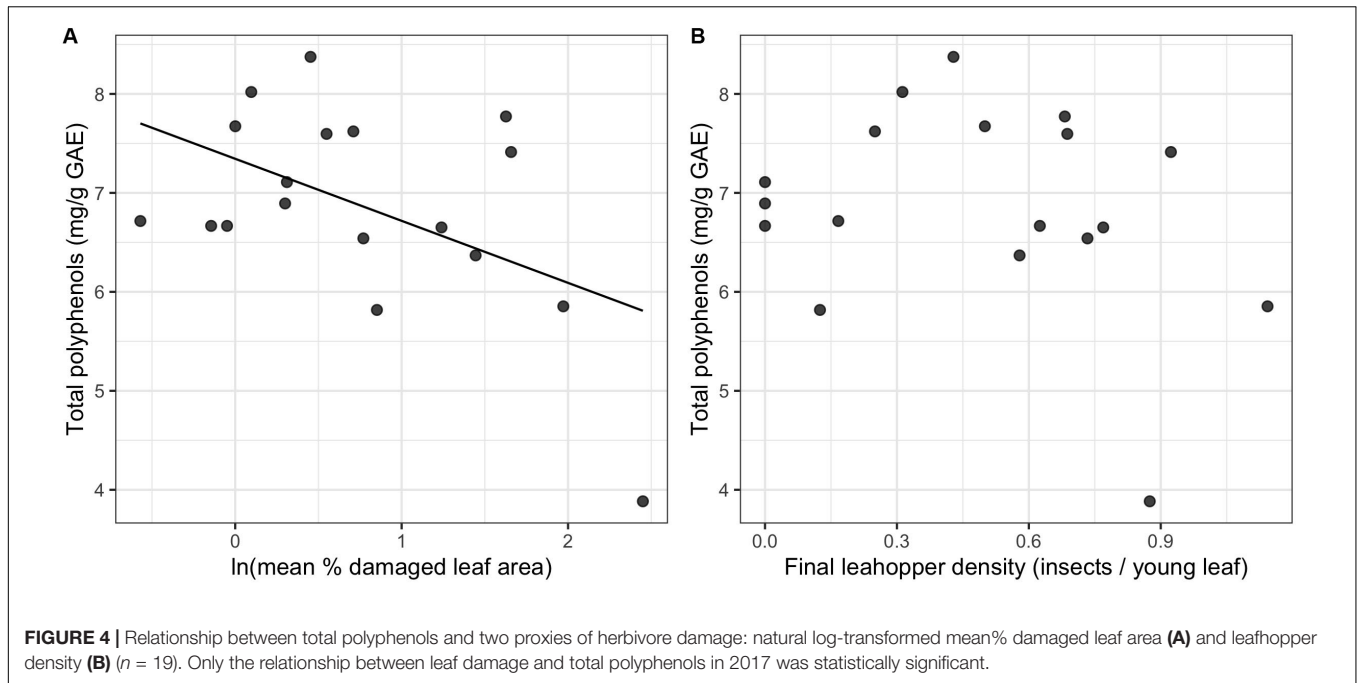 A
Total polyphenols (mg/g GAE)
8
7
6
5
4
0 1 2
ln(mean % damaged leaf area)
B
Total polyphenols (mg/g GAE)
8
7
6
5
4
0.0 0.3 0.6 0.9
Final leahopper density (insects / young leaf)
FIGURE 4 | Relationship between total polyphenols and two proxies of herbivore damage: natural log-transformed mean% damaged leaf area (A) and leafhopper
density (B) (n = 19). Only the relationship between leaf damage and total polyphenols in 2017 was statistically significant.